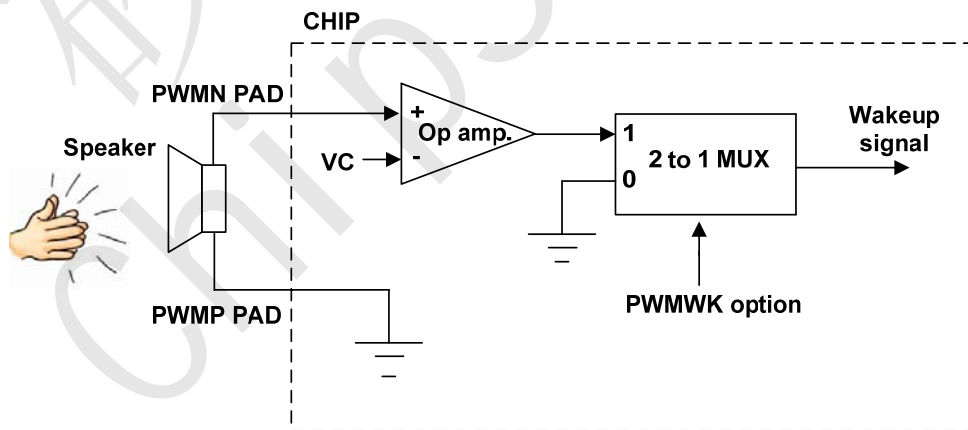 CHIP
PWMN PAD
Speaker
VC
+
Op amp.
-
1
0
2 to 1 MUX
Wakeup
signal
PWMWK option
PWMP PAD
Chips